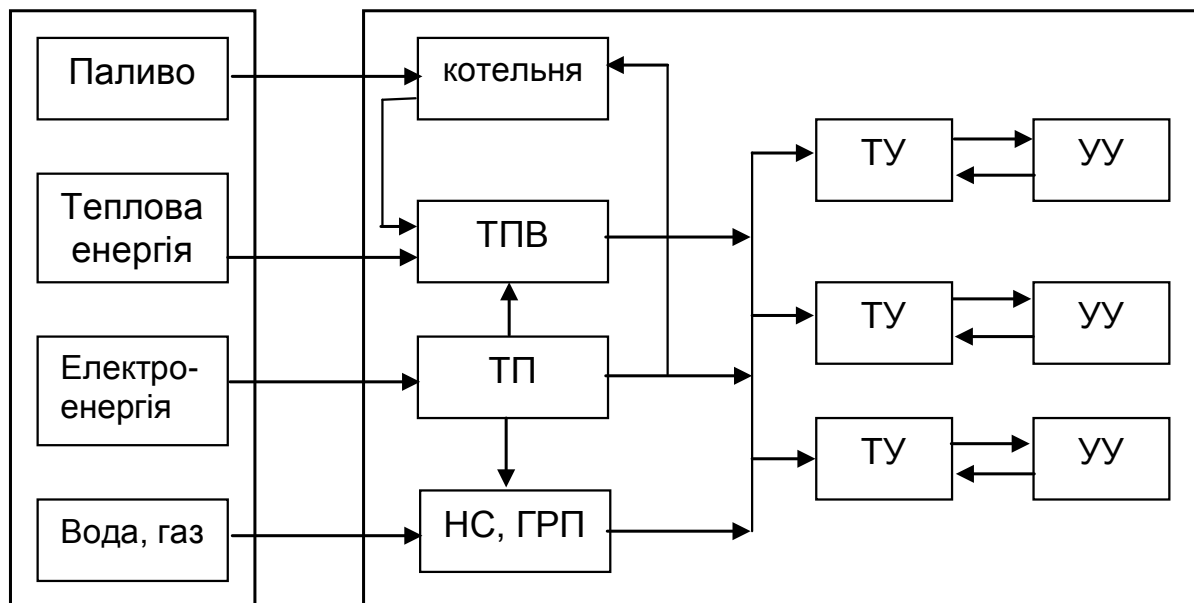 Паливо
котельня
ТУ
УУ
Теплова
енергія
ТПВ
ТУ
УУ
Електро-
енергія
ТП
ТУ
УУ
Вода, газ
НС, ГРП